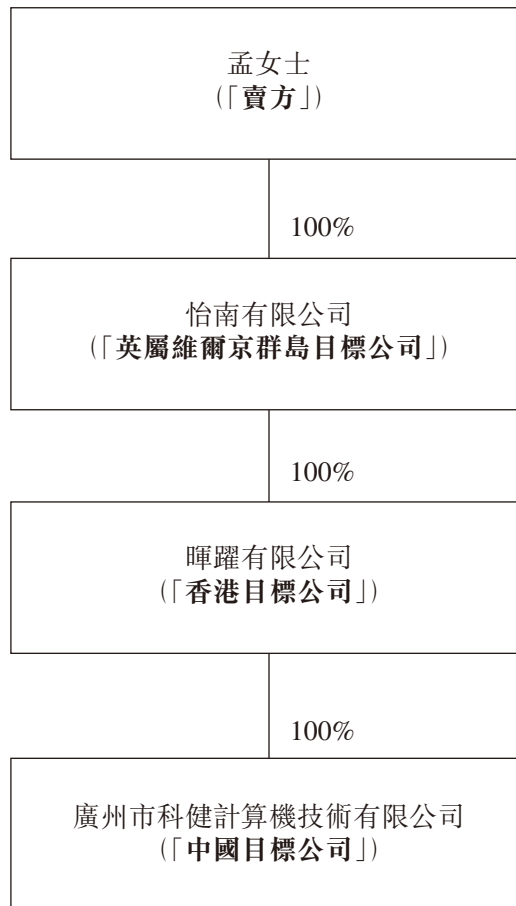 孟女士
(「賣方」)
100%
怡南有限公司
(「英屬維爾京群島目標公司」)
100%
暉躍有限公司
(「香港目標公司」)
100%
廣州市科健計算機技術有限公司
(「中國目標公司」)